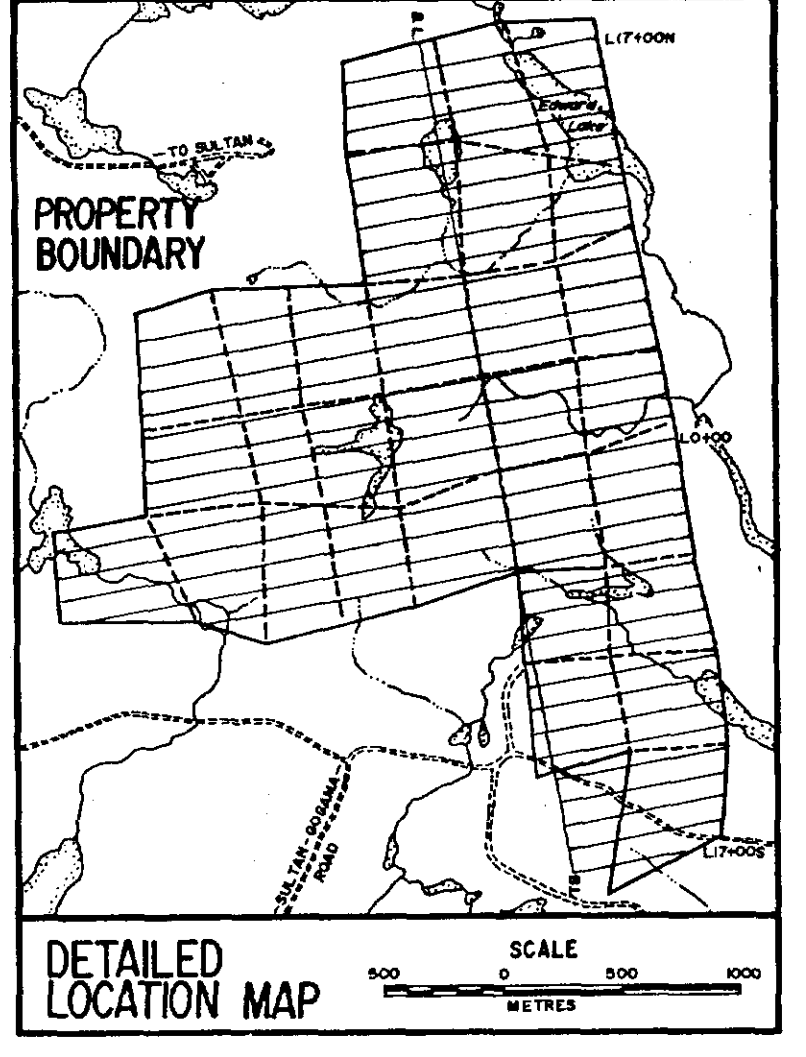 B.L.
L17+00N
Edward
Lake
TO SULTAN
PROPERTY
BOUNDARY
L0+00
SULTAN-GOGAMA
ROAD
L17+00S
DETAILED
LOCATION MAP
SCALE
500 0 500 1000
METRES